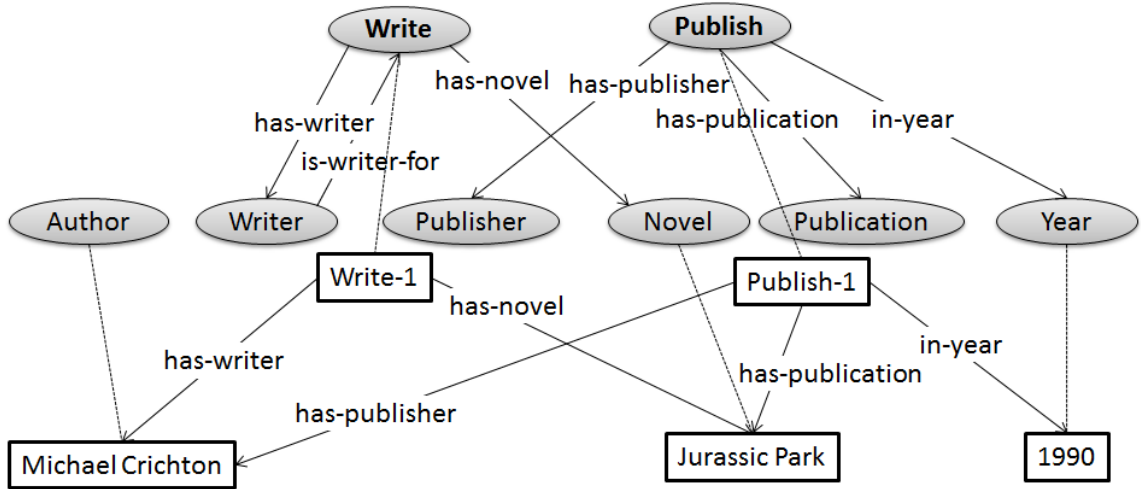 Write
Publish
has-novel
has-publisher
has-writer
has-publication
in-year
is-writer-for
Author
Writer
Publisher
Novel
Publication
Year
Write-1
Publish-1
has-novel
has-writer
in-year
has-publication
has-publisher
Michael Crichton
Jurassic Park
1990